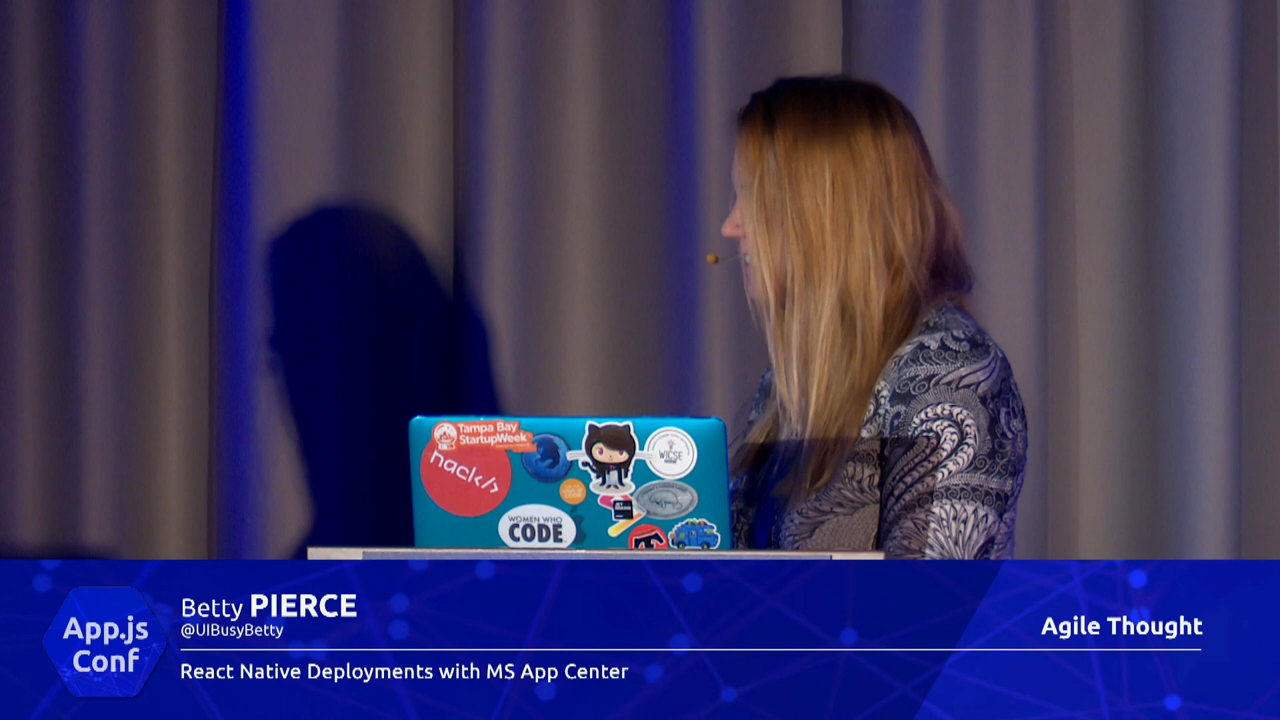 Tampa Bay
StartupWeek
hack</>
WICSE
WOMEN WHO
CODE
App.js
Conf
Betty PIERCE
@UIBusyBetty
Agile Thought
React Native Deployments with MS App Center